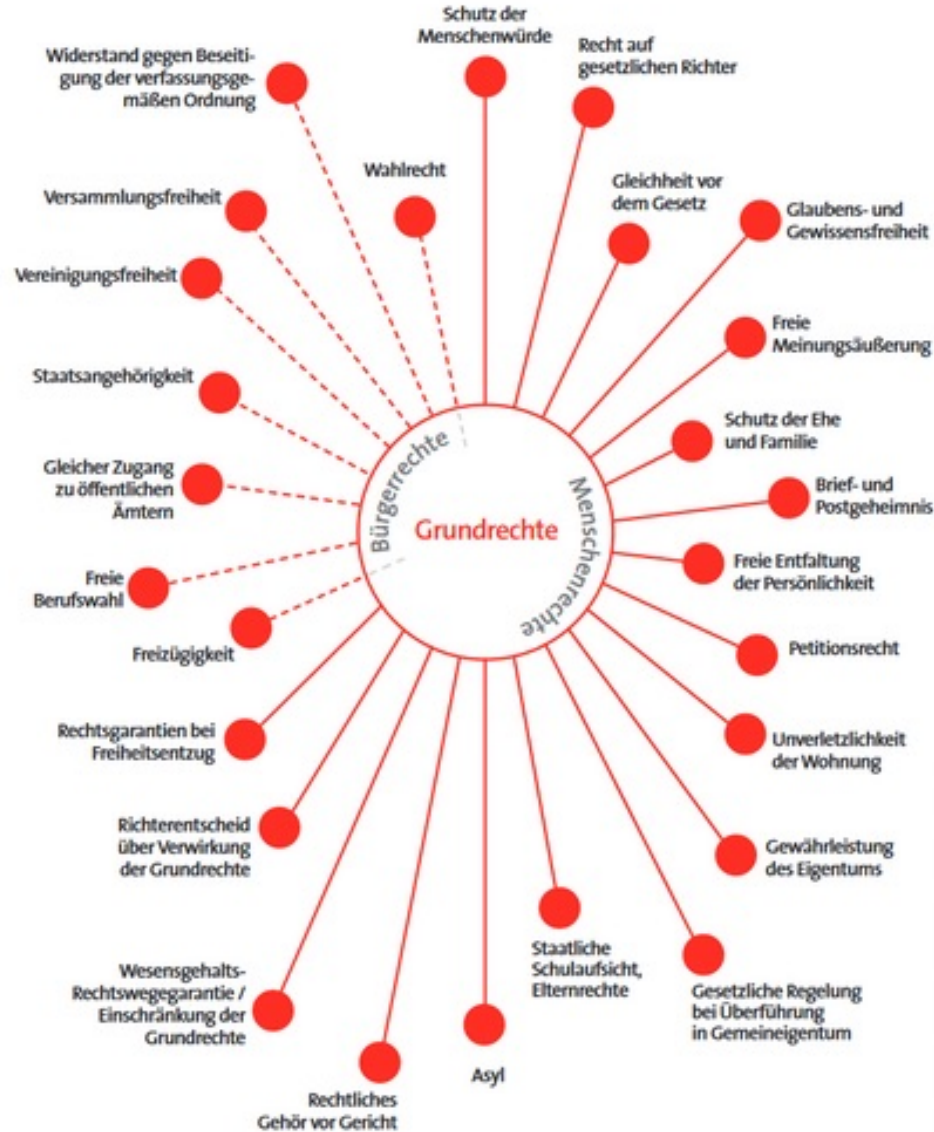 Schutz der
Menschenwürde
Recht auf
gesetzlichen Richter
Gleichheit vor
dem Gesetz
Glaubens- und
Gewissensfreiheit
Freie
Meinungsäußerung
Schutz der Ehe
und Familie
Brief- und
Postgeheimnis
Freie Entfaltung
der Persönlichkeit
Petitionsrecht
Unverletzlichkeit
der Wohnung
Gewährleistung
des Eigentums
Gesetzliche Regelung
bei Überführung
in Gemeineigentum
Staatliche
Schulaufsicht,
Elternrechte
Asyl
Rechtliches
Gehör vor Gericht
Wesensgehalts-
Rechtswegegarantie /
Einschränkung der
Grundrechte
Richterentscheid
über Verwirkung
der Grundrechte
Rechtsgarantien bei
Freiheitsentzug
Freizügigkeit
Freie
Berufswahl
Gleicher Zugang
zu öffentlichen
Ämtern
Staatsangehörigkeit
Vereinigungsfreiheit
Versammlungsfreiheit
Widerstand gegen Beseiti-
gung der verfassungsge-
mäßen Ordnung
Wahlrecht
Bürgerrechte
Grundrechte
Menschenrechte